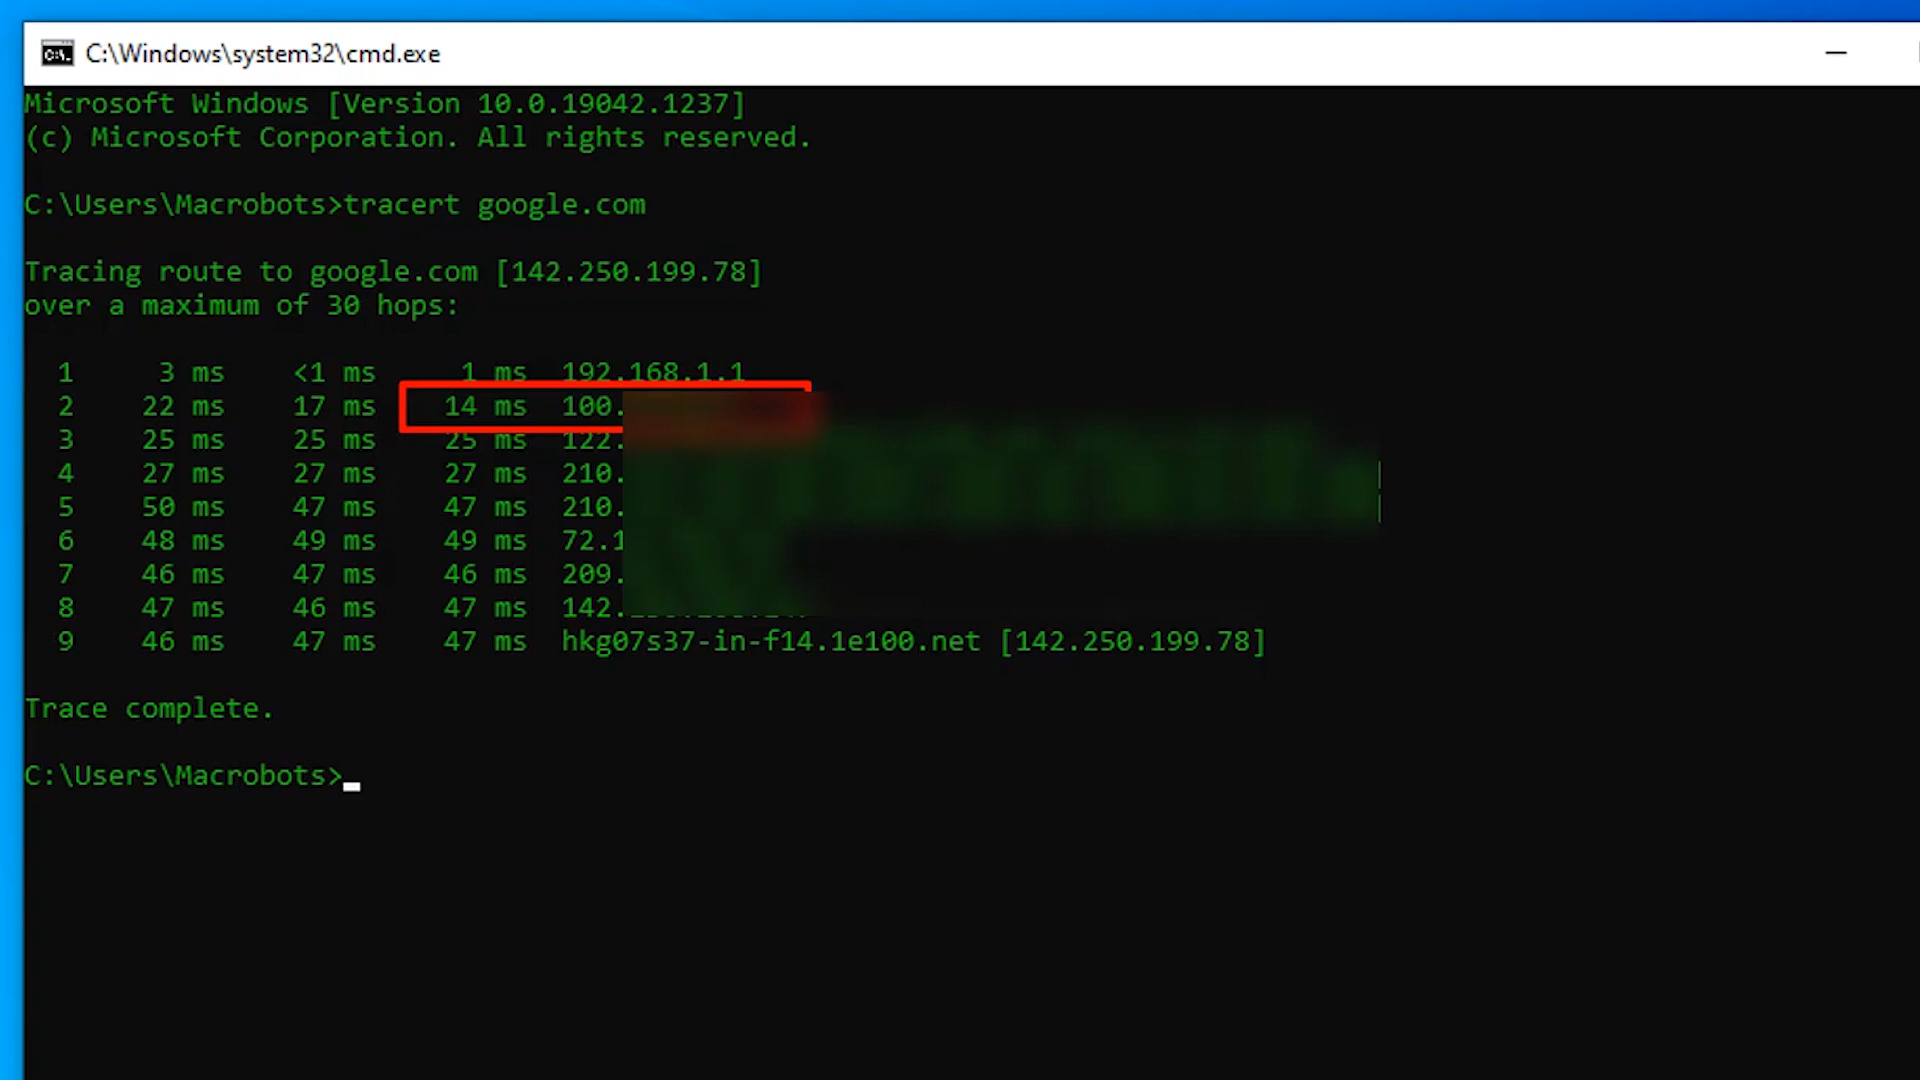 C:\Windows\system32\cmd.exe
Microsoft Windows [Version 10.0.19042.1237]
(c) Microsoft Corporation. All rights reserved.
C:\Users\Macrobots>tracert google.com
Tracing route to google.com [142.250.199.78]
over a maximum of 30 hops:
1 3 ms <1 ms 1 ms 192.168.1.1
2 22 ms 17 ms 14 ms 100.
3 25 ms 25 ms 25 ms 122.
4 27 ms 27 ms 27 ms 210.
5 50 ms 47 ms 47 ms 210.
6 48 ms 49 ms 49 ms 72.1
7 46 ms 47 ms 46 ms 209.
8 47 ms 46 ms 47 ms 142.
9 46 ms 47 ms 47 ms hkg07s37-in-f14.1e100.net [142.250.199.78]
Trace complete.
C:\Users\Macrobots>